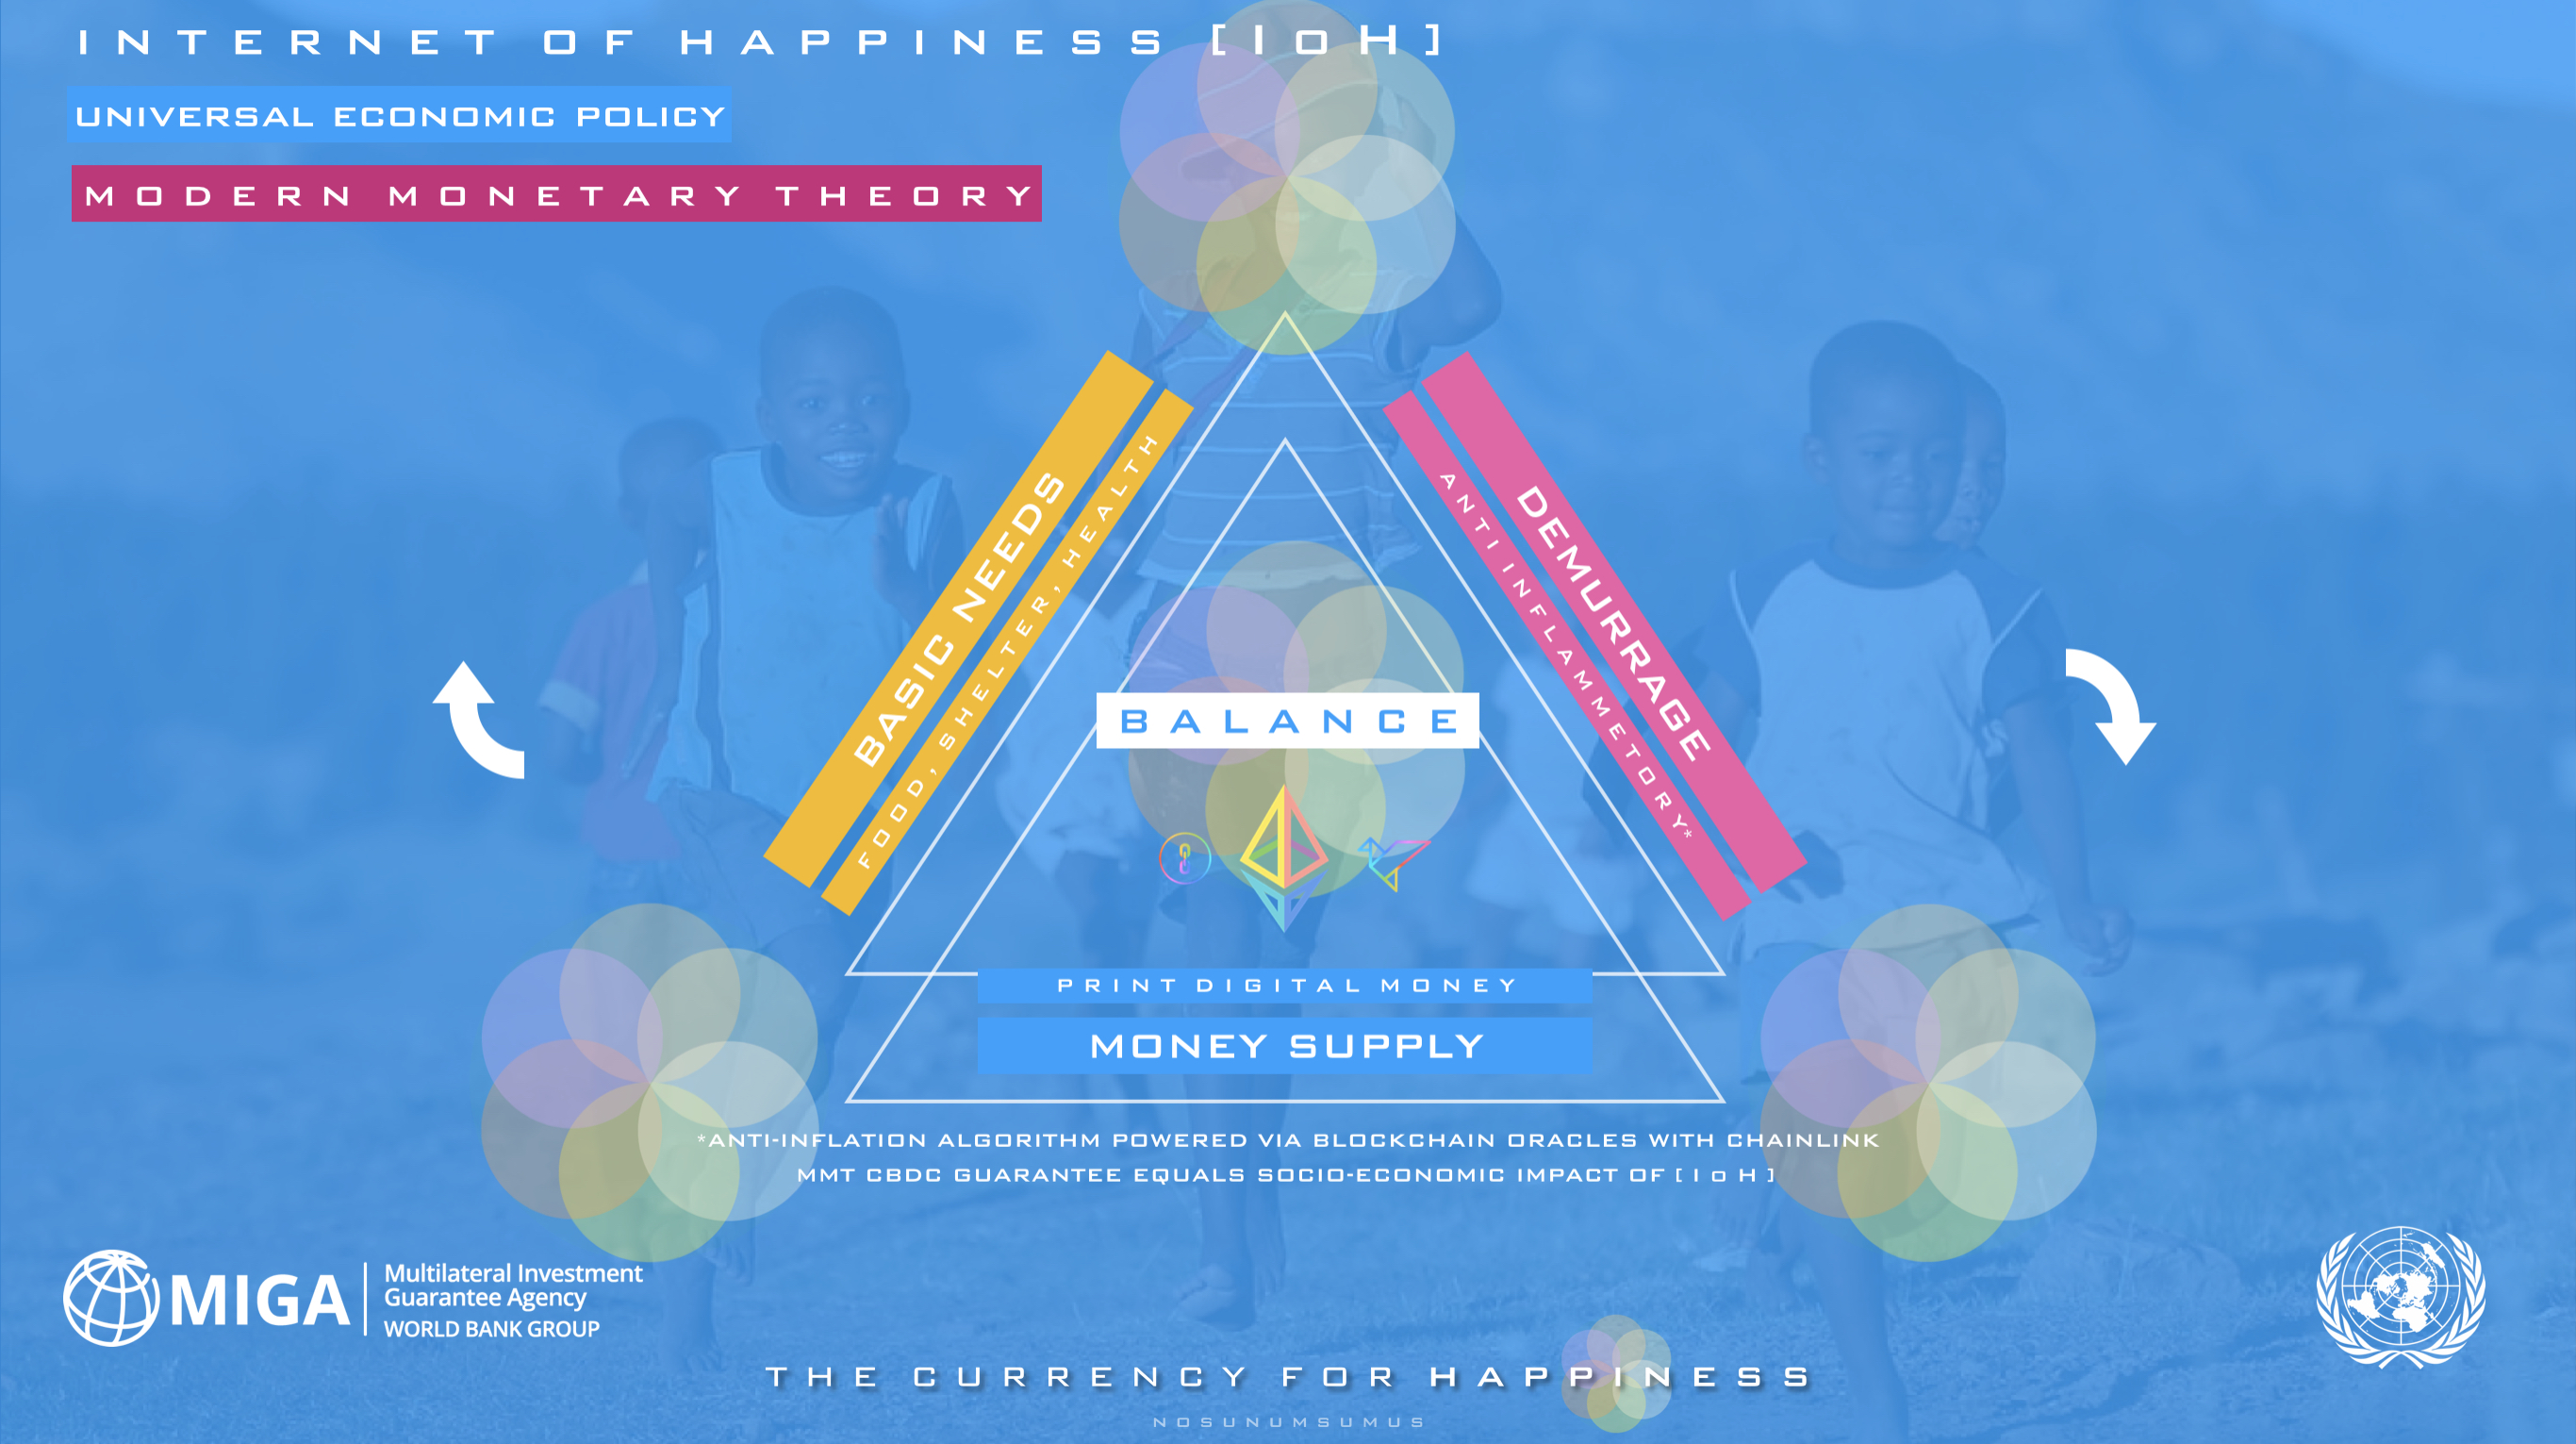 INTERNET OF HAPPINESS [IoH]
UNIVERSAL ECONOMIC POLICY
MODERN MONETARY THEORY
BASIC NEEDS
FOOD, SHELTER, HEALTH
DEMURRAGE
ANTI INFLAMMETORY*
BALANCE
PRINT DIGITAL MONEY
MONEY SUPPLY
*ANTI-INFLATION ALGORITHM POWERED VIA BLOCKCHAIN ORACLES WITH CHAINLINK
MMT CBDC GUARANTEE EQUALS SOCIO-ECONOMIC IMPACT OF [IoH]
MIGA
Multilateral Investment
Guarantee Agency
WORLD BANK GROUP
THE CURRENCY FOR HAPPINESS
NOSUNUMSUMUS